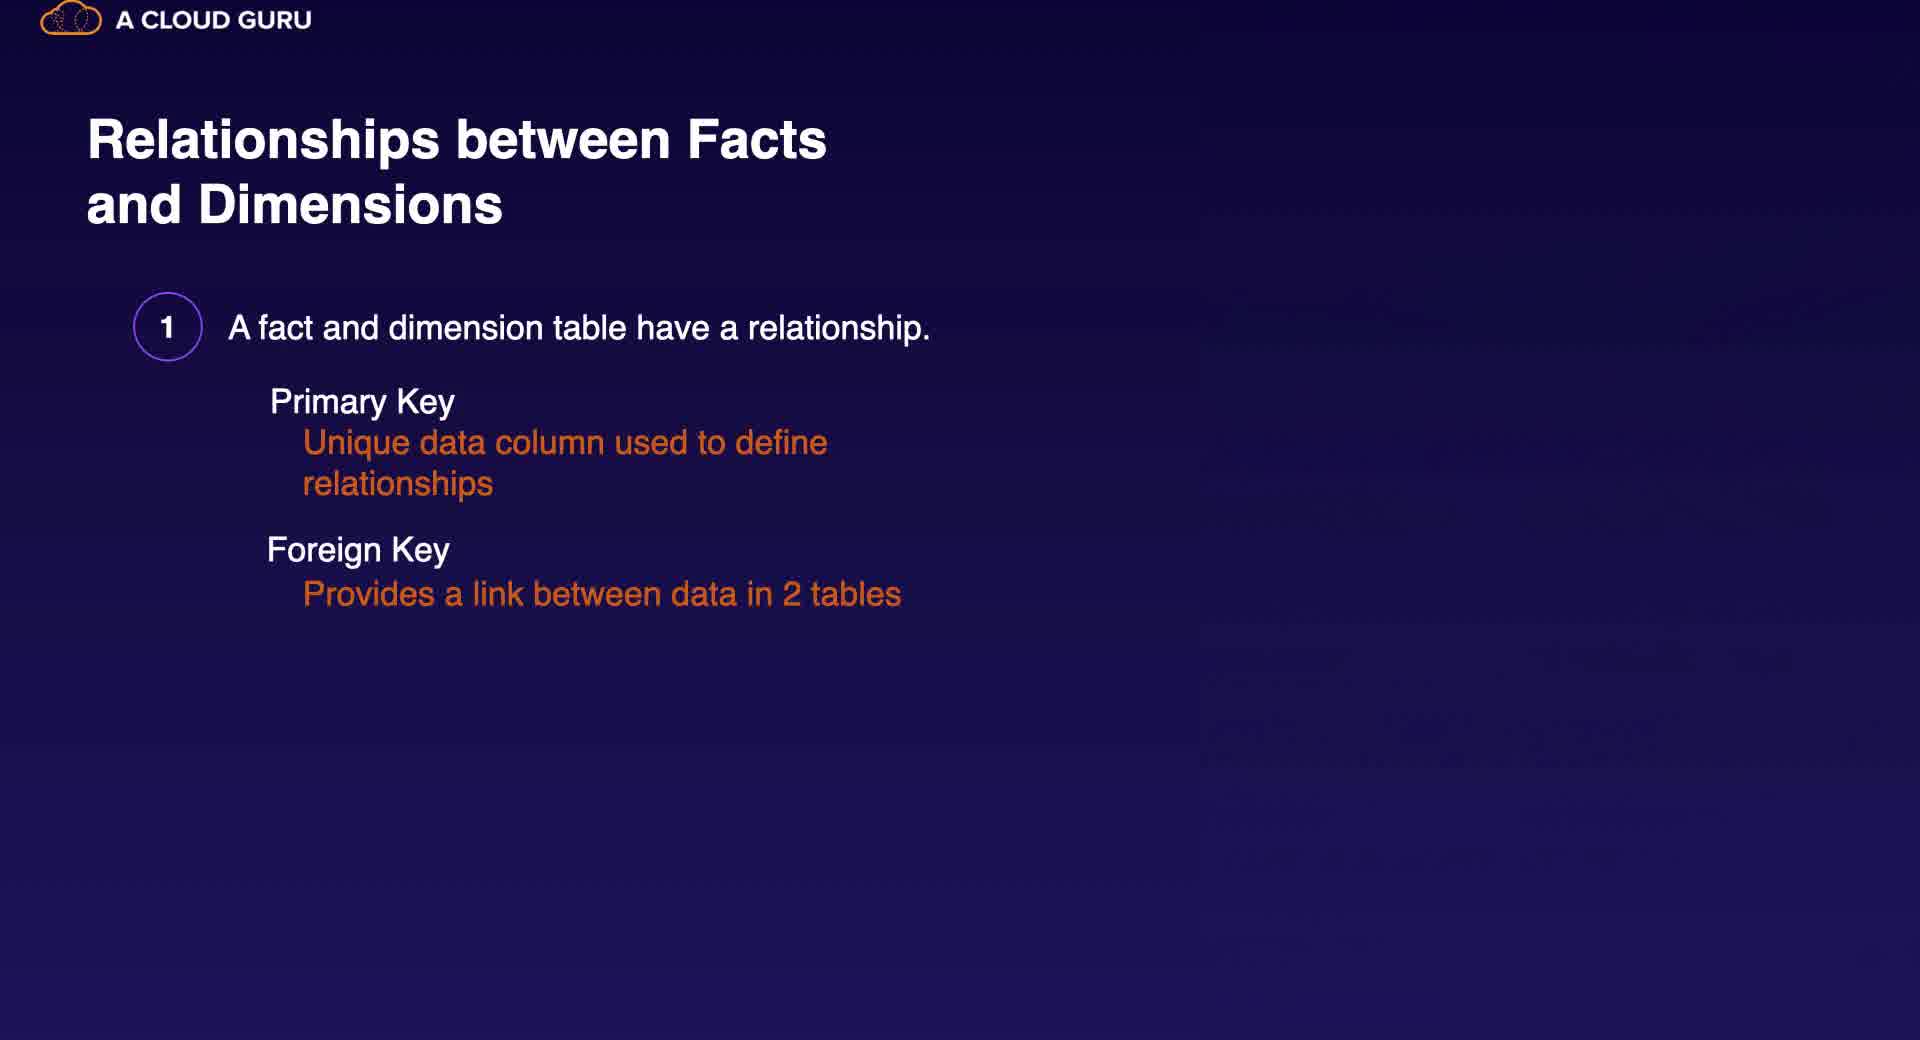 A CLOUD GURU
Relationships between Facts
and Dimensions
1 A fact and dimension table have a relationship.
Primary Key
Unique data column used to define
relationships
Foreign Key
Provides a link between data in 2 tables